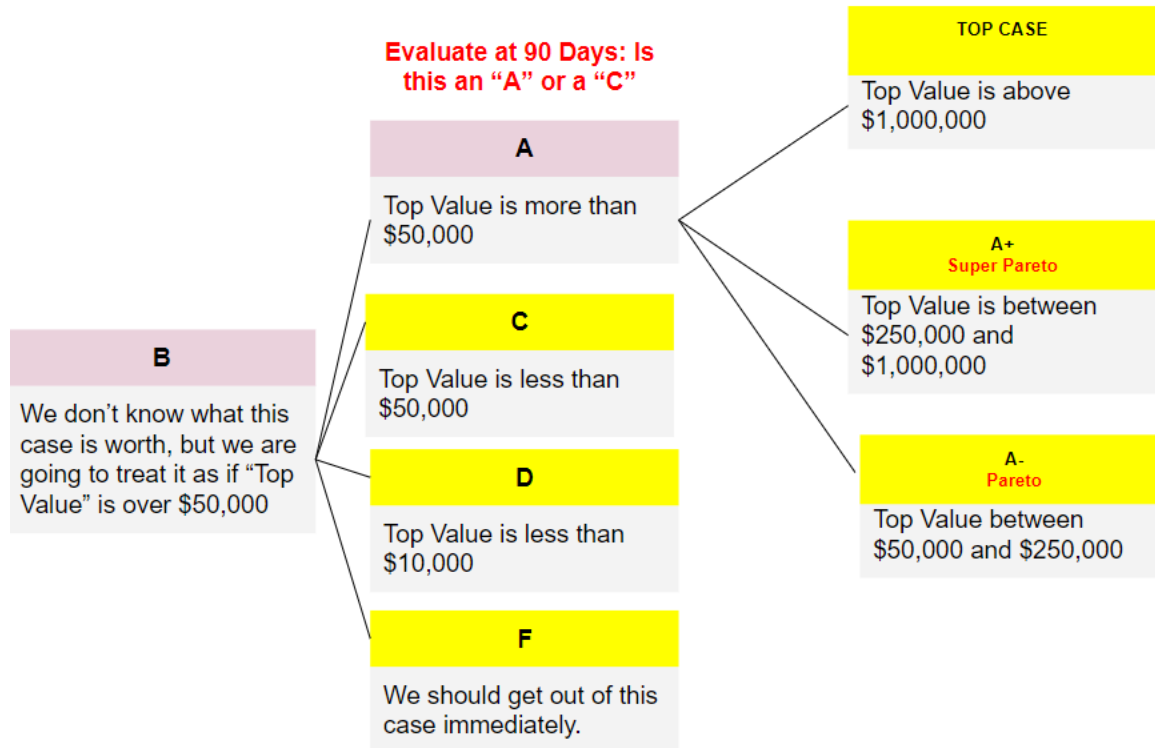 Evaluate at 90 Days: Is
this an “A” or a “C”
B
We don’t know what this
case is worth, but we are
going to treat it as if “Top
Value” is over $50,000
A
Top Value is more than
$50,000
C
Top Value is less than
$50,000
D
Top Value is less than
$10,000
F
We should get out of this
case immediately.
TOP CASE
Top Value is above
$1,000,000
A+
Super Pareto
Top Value is between
$250,000 and
$1,000,000
A-
Pareto
Top Value between
$50,000 and $250,000